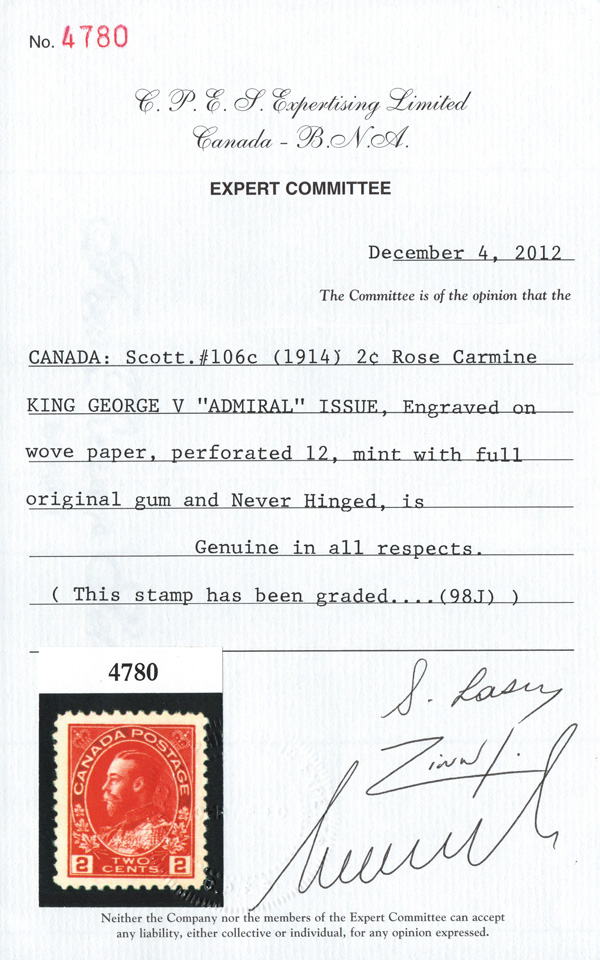 No. 4780
C. P. E. S. Expertising Limited
Canada - B.N.A.
EXPERT COMMITTEE
December 4, 2012
The Committee is of the opinion that the
CANADA: Scott.#106c (1914) 2¢ Rose Carmine
KING GEORGE V "ADMIRAL" ISSUE, Engraved on
wove paper, perforated 12, mint with full
original gum and Never Hinged, is
Genuine in all respects.
( This stamp has been graded....(98J) )
4780
CANADA POSTAGE
2 TWO 2
CENTS
S.
Neither the Company nor the members of the Expert Committee can accept
any liability, either collective or individual, for any opinion expressed.